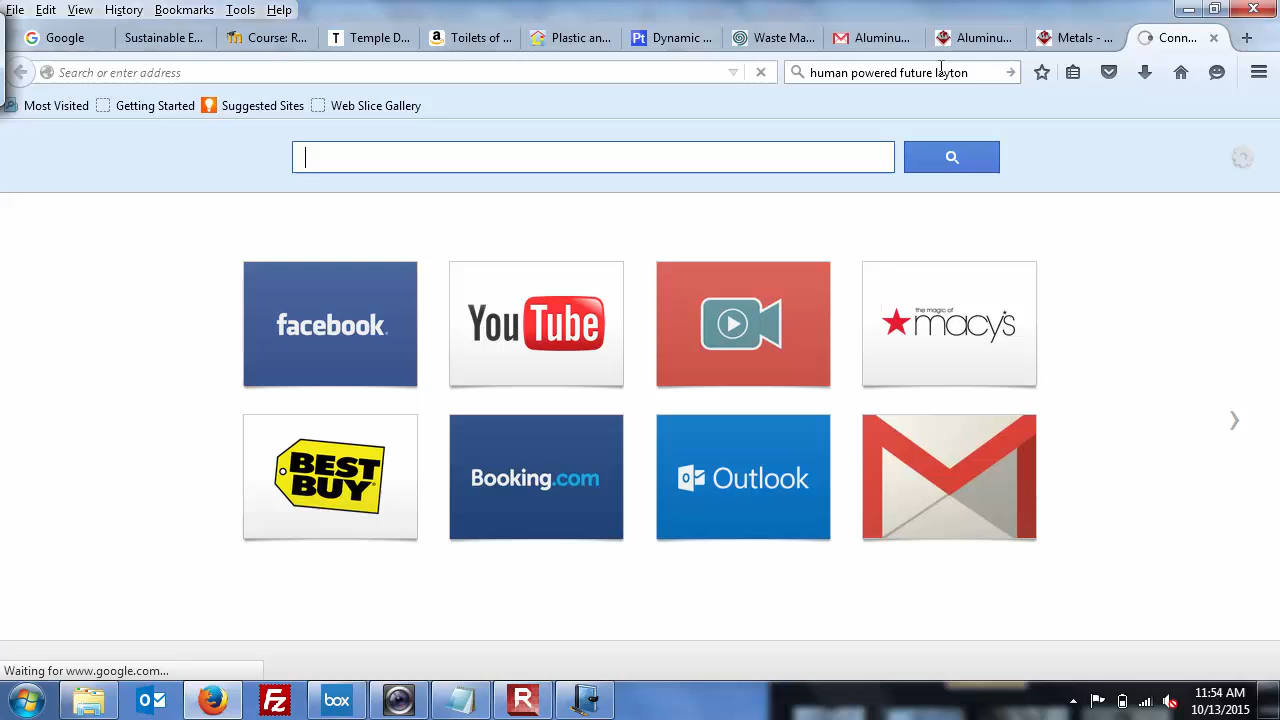 File Edit View History Bookmarks Tools Help
Google Sustainable E... Course: R... Temple D... Toilets of ... Plastic an... Dynamic ... Waste Ma... Aluminu... Aluminu... Metals - ... Conn...
Search or enter address human powered future layton
Most Visited Getting Started Suggested Sites Web Slice Gallery
facebook YouTube the magic of macy's
BEST BUY Booking.com Outlook
Waiting for www.google.com...
box 11:54 AM
10/13/2015